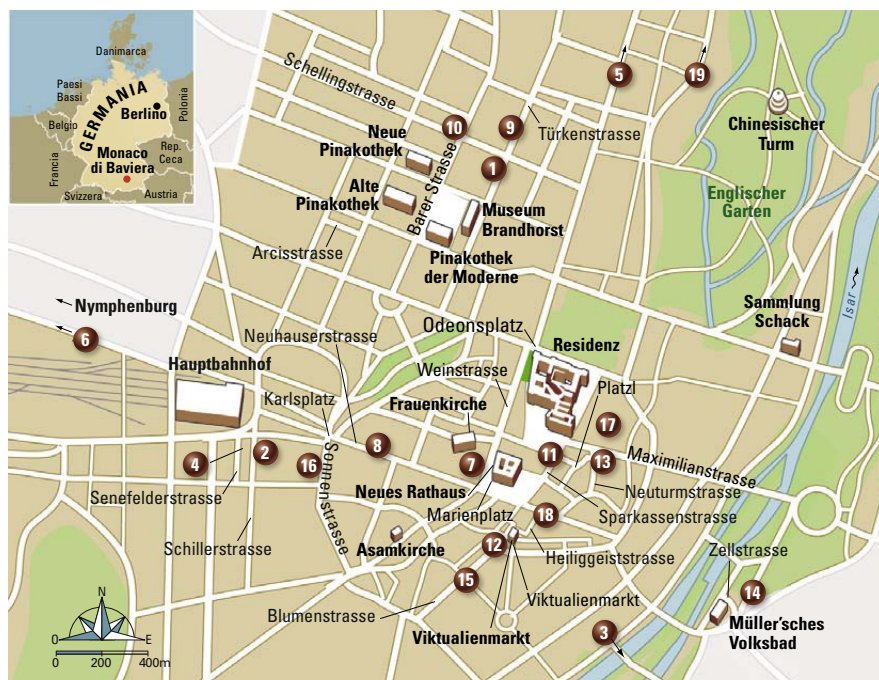 Danimarca
Paesi
Bassi
Belgio
Francia
GERMANIA
Berlino
Polonia
Rep.
Ceca
Monaco
di Baviera
Svizzera
Austria
Schellingstrasse
5
19
10
9
Türkenstrasse
Chinesischer
Turm
Neue
Pinakothek
1
Barer Strasse
Alte
Pinakothek
Museum
Brandhorst
Englischer
Garten
Arcisstrasse
Pinakothek
der Moderne
Nymphenburg
6
Sammlung
Schack
Isar
Neuhauserstrasse
Odeonsplatz
Residenz
Hauptbahnhof
Weinstrasse
Platzl
Karlsplatz
Frauenkirche
17
4
2
16
Sonnenstrasse
8
7
11
13
Maximilianstrasse
Senefelderstrasse
Neues Rathaus
Neuturmstrasse
Marienplatz
Sparkassenstrasse
18
Schillerstrasse
Asamkirche
12
Heiliggeiststrasse
Zellstrasse
15
Viktualienmarkt
14
Blumenstrasse
Viktualienmarkt
3
Müller'sches
Volksbad
N
O
E
0 200 400m